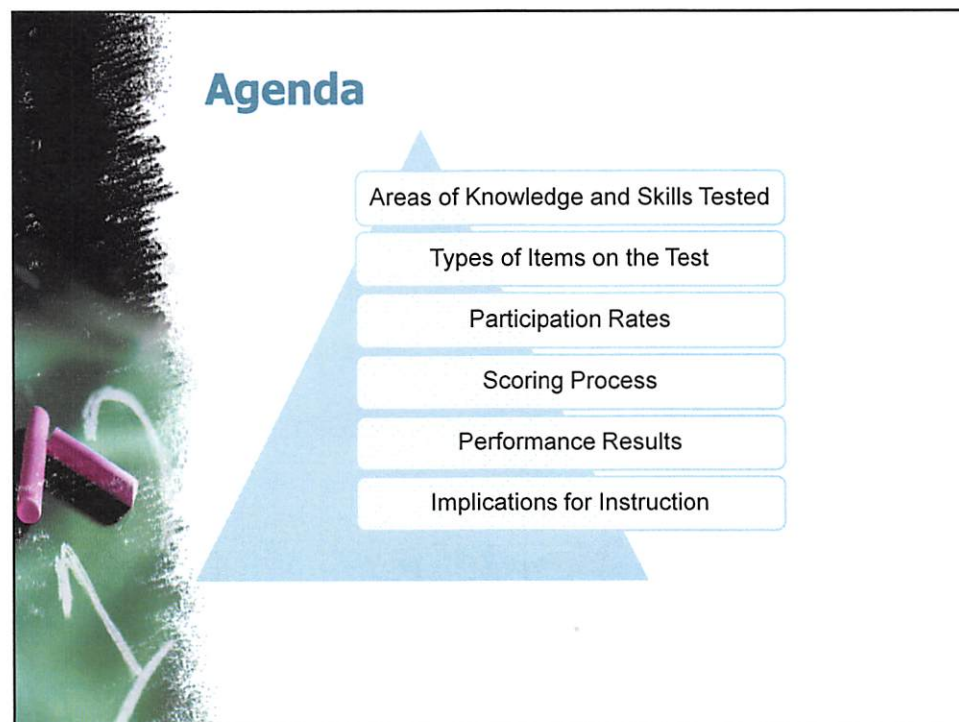 Agenda
Areas of Knowledge and Skills Tested
Types of Items on the Test
Participation Rates
Scoring Process
Performance Results
Implications for Instruction